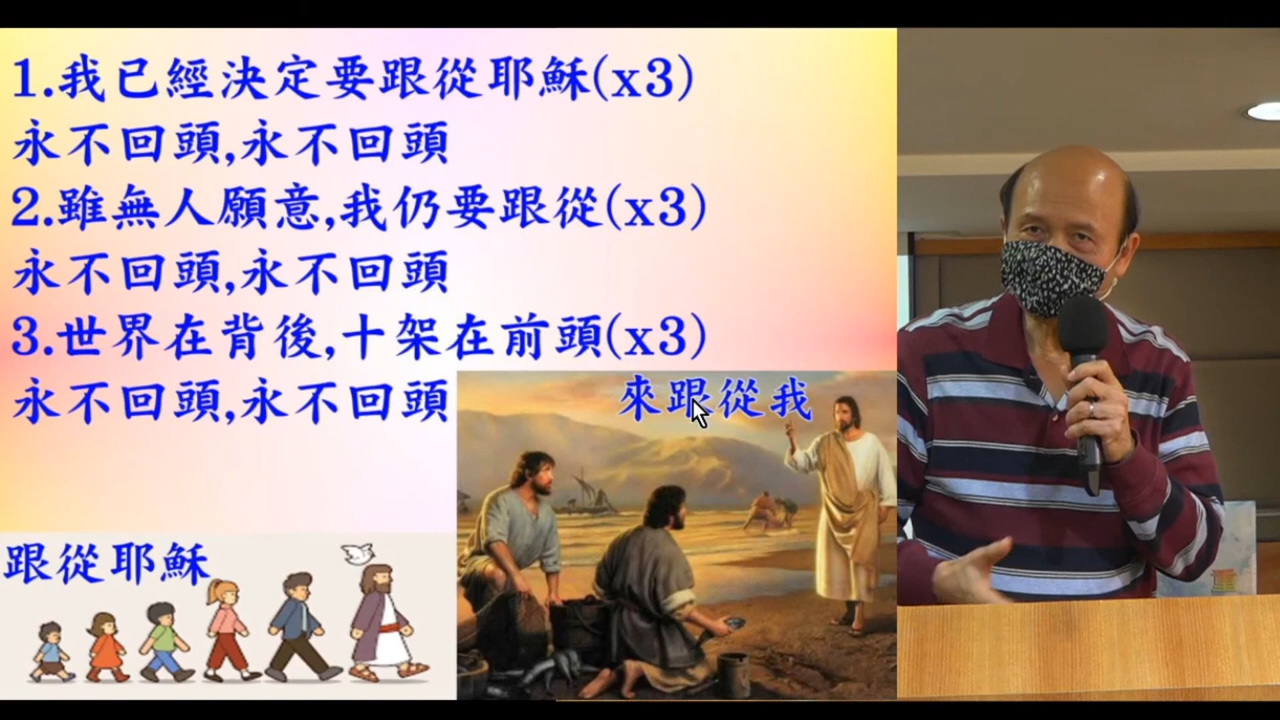 1.我已經決定要跟從耶穌(x3)
永不回頭,永不回頭
2.雖無人願意,我仍要跟從(x3)
永不回頭,永不回頭
3.世界在背後,十架在前頭(x3)
永不回頭,永不回頭
來跟從我
跟從耶穌